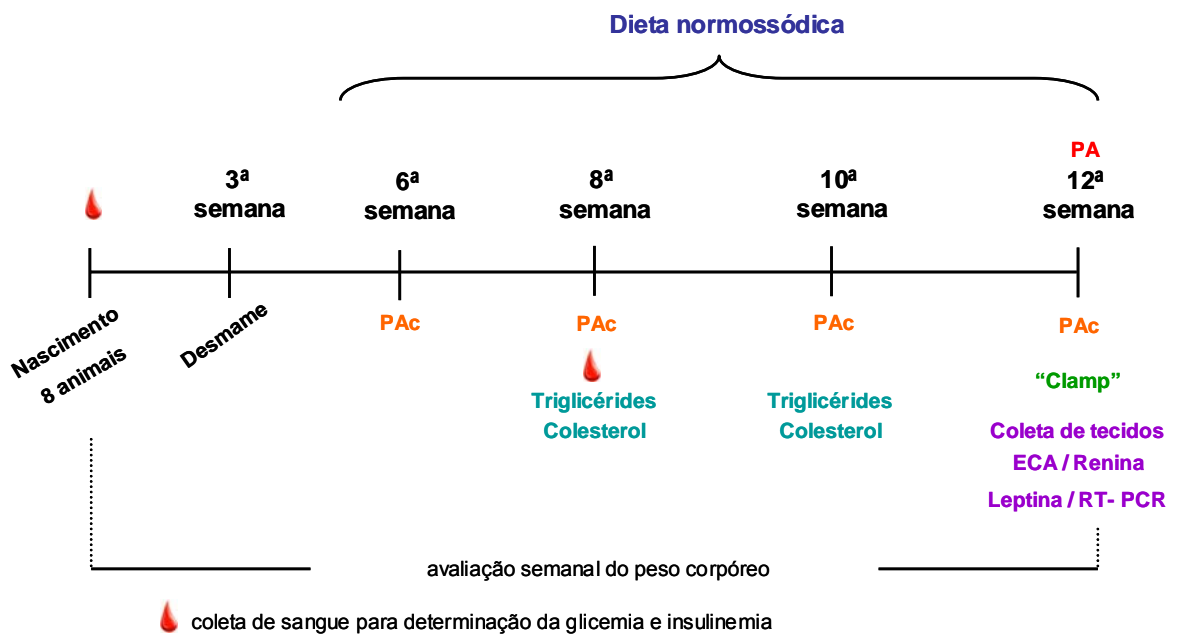 Dieta normossódica
PA
3ª
semana
6ª
semana
8ª
semana
10ª
semana
12ª
semana
Nascimento
8 animais
Desmame
PAc
PAc
PAc
PAc
Triglicérides
Colesterol
Triglicérides
Colesterol
“Clamp”
Coleta de tecidos
ECA / Renina
Leptina / RT- PCR
avaliação semanal do peso corpóreo
coleta de sangue para determinação da glicemia e insulinemia